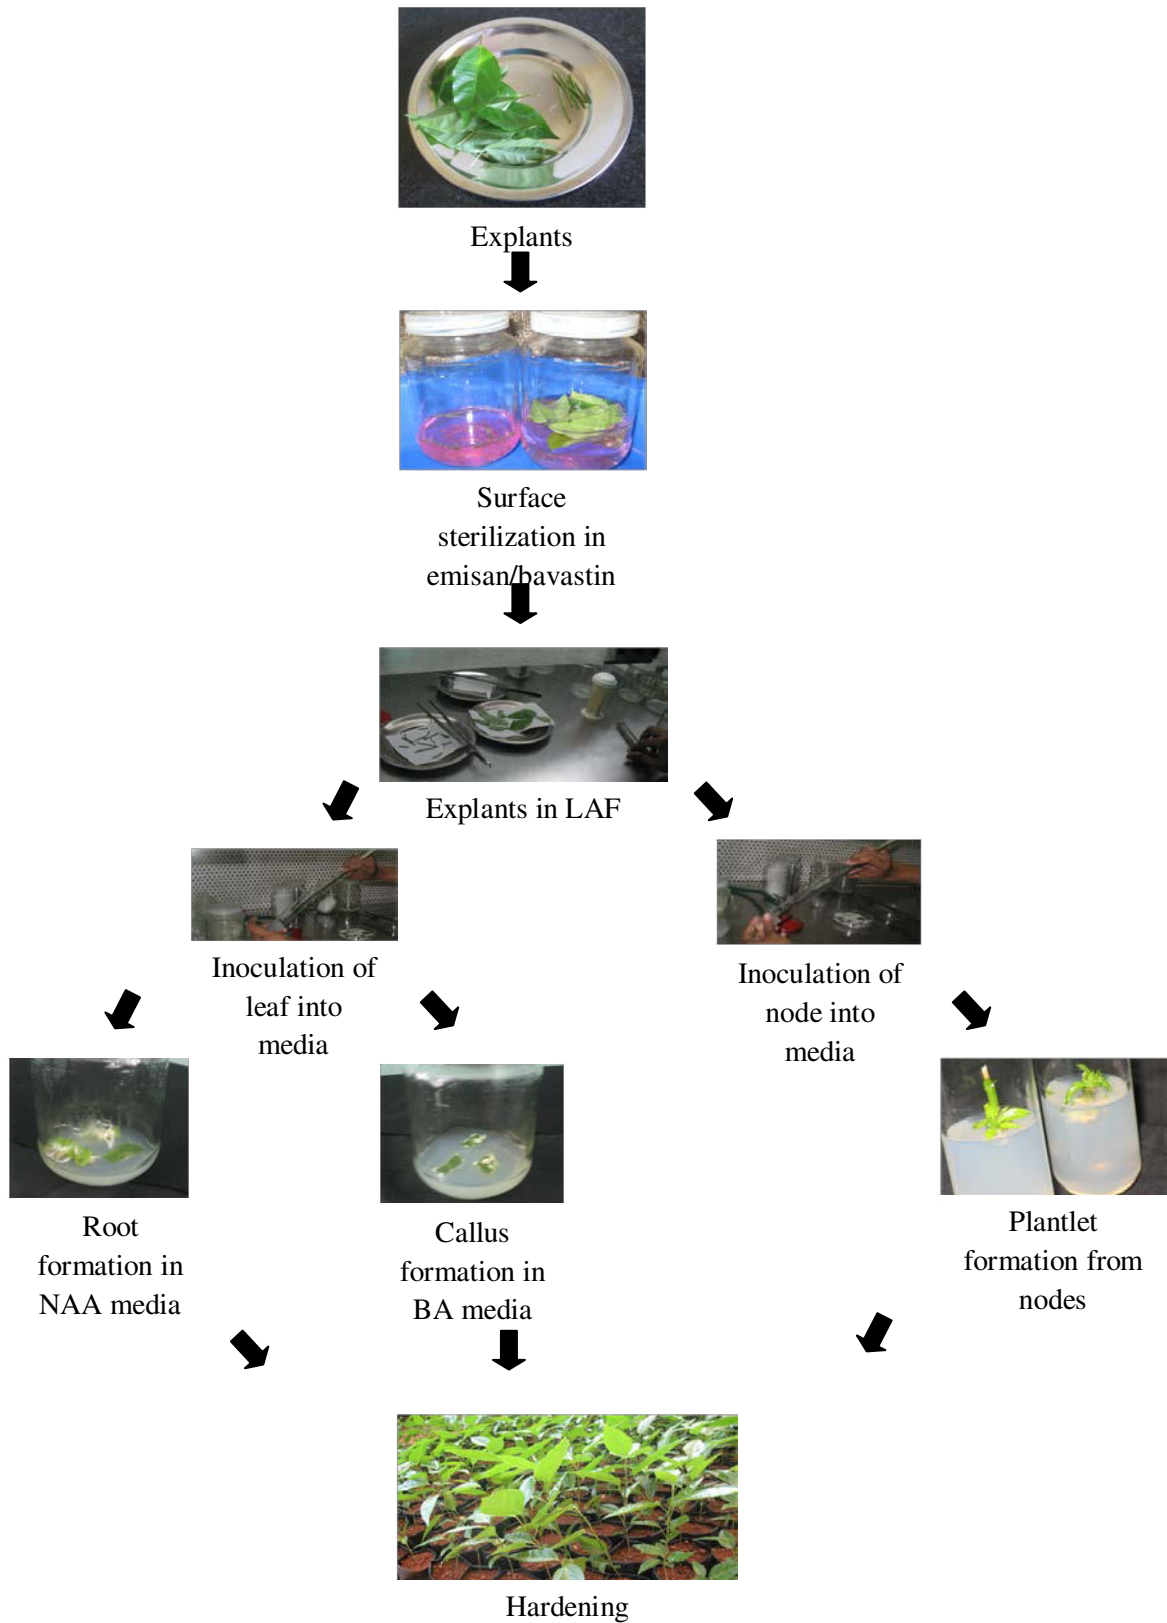 Explants
Surface
sterilization in
emisan/bavastin
Explants in LAF
Inoculation of
leaf into
media
Inoculation of
node into
media
Root
formation in
NAA media
Callus
formation in
BA media
Plantlet
formation from
nodes
Hardening